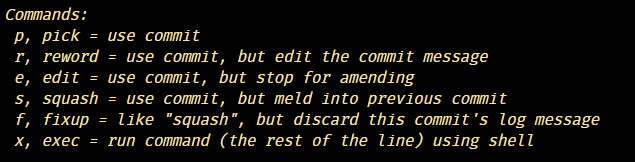 Commands:
p, pick = use commit
r, reword = use commit, but edit the commit message
e, edit = use commit, but stop for amending
s, squash = use commit, but meld into previous commit
f, fixup = like "squash", but discard this commit's log message
x, exec = run command (the rest of the line) using shell